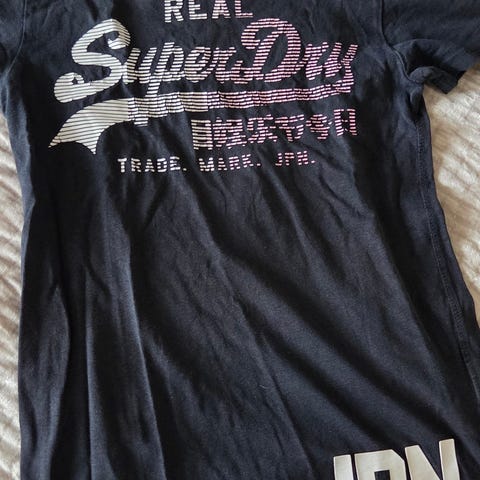 REAL
SuperDry
TRADE. MARK. JPN.
JPN